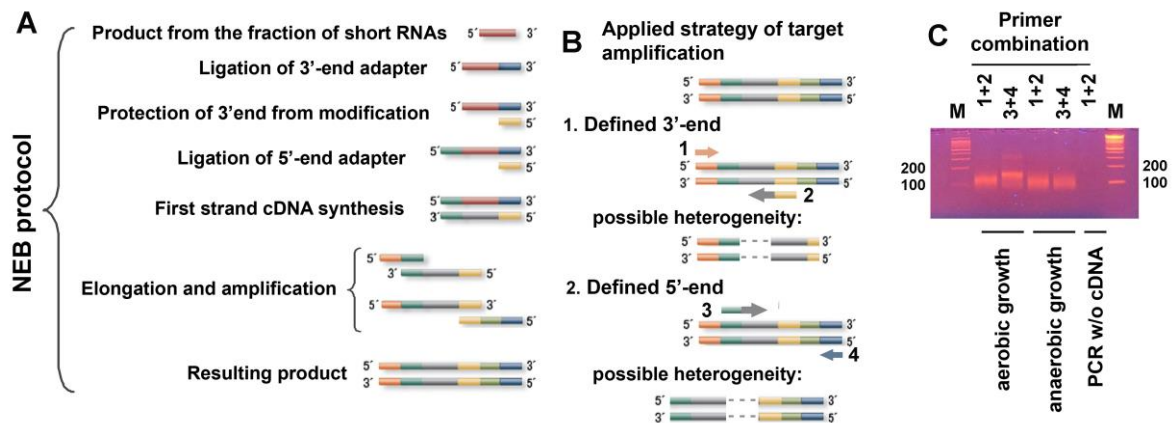 A
NEB protocol
Product from the fraction of short RNAs
5´ 3´
Ligation of 3’-end adapter
5´ 3´
Protection of 3’end from modification
5´ 3´
5´
Ligation of 5’-end adapter
5´ 3´
5´
First strand cDNA synthesis
5´ 3´
3´ 5´
Elongation and amplification
5´
3´ 5´
5´ 3´
5´
Resulting product
5´ 3´
3´ 5´
B
Applied strategy of target
amplification
5´ 3´
3´ 5´
1. Defined 3’-end
1
5´ 3´
3´ 5´
2
possible heterogeneity:
5´ 3´
3´ 5´
2. Defined 5’-end
3
5´ 3´
3´ 5´
4
possible heterogeneity:
5´ 3´
3´ 5´
C
Primer
combination
M 1+2 3+4 1+2 3+4 1+2 M
200 200
100 100
aerobic growth
anaerobic growth
PCR w/o cDNA